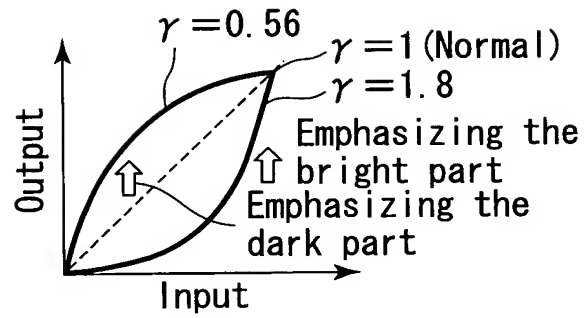 γ=0.56
γ=1(Normal)
γ=1.8
Output
Emphasizing the
bright part
Emphasizing the
dark part
Input